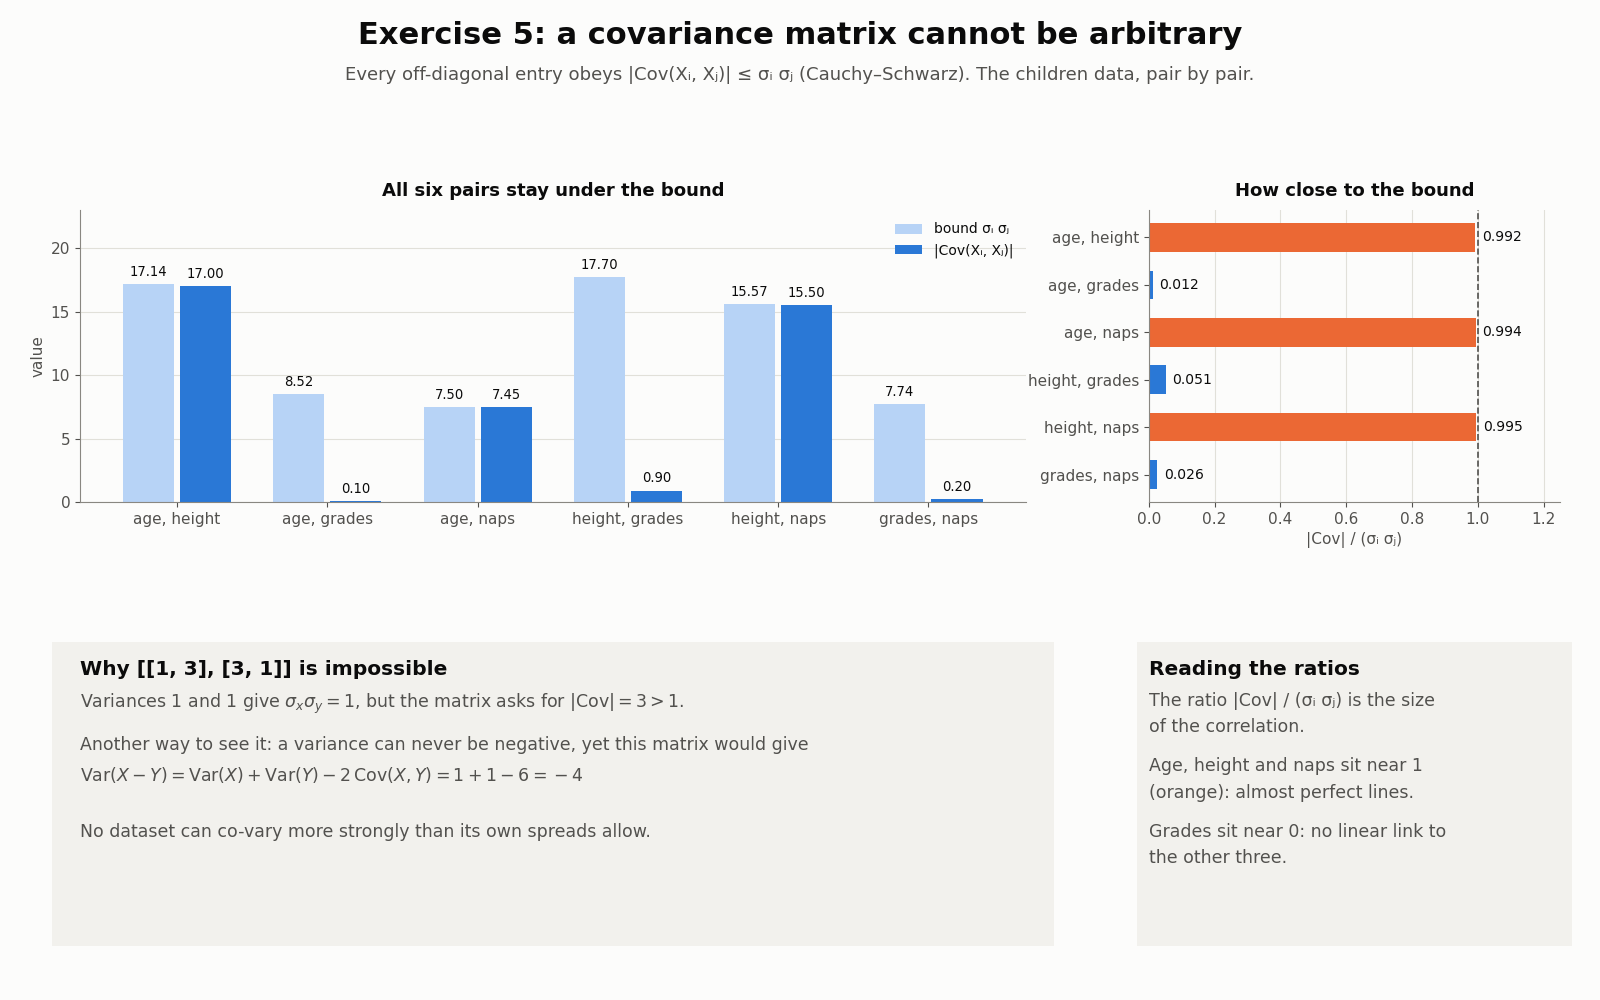 Exercise 5: a covariance matrix cannot be arbitrary
Every off-diagonal entry obeys |Cov(Xᵢ, Xⱼ)| ≤ σᵢ σⱼ (Cauchy–Schwarz). The children data, pair by pair.
All six pairs stay under the bound
bound σᵢ σⱼ
|Cov(Xᵢ, Xⱼ)|
value
20
15
10
5
0
17.14
17.00
8.52
0.10
7.50
7.45
17.70
0.90
15.57
15.50
7.74
0.20
age, height
age, grades
age, naps
height, grades
height, naps
grades, naps
How close to the bound
age, height
0.992
age, grades
0.012
age, naps
0.994
height, grades
0.051
height, naps
0.995
grades, naps
0.026
0.0
0.2
0.4
0.6
0.8
1.0
1.2
|Cov| / (σᵢ σⱼ)
Why [[1, 3], [3, 1]] is impossible
Variances 1 and 1 give σₓσᵧ = 1, but the matrix asks for |Cov| = 3 > 1.
Another way to see it: a variance can never be negative, yet this matrix would give
Var(X − Y) = Var(X) + Var(Y) − 2 Cov(X, Y) = 1 + 1 − 6 = −4
No dataset can co-vary more strongly than its own spreads allow.
Reading the ratios
The ratio |Cov| / (σᵢ σⱼ) is the size
of the correlation.
Age, height and naps sit near 1
(orange): almost perfect lines.
Grades sit near 0: no linear link to
the other three.